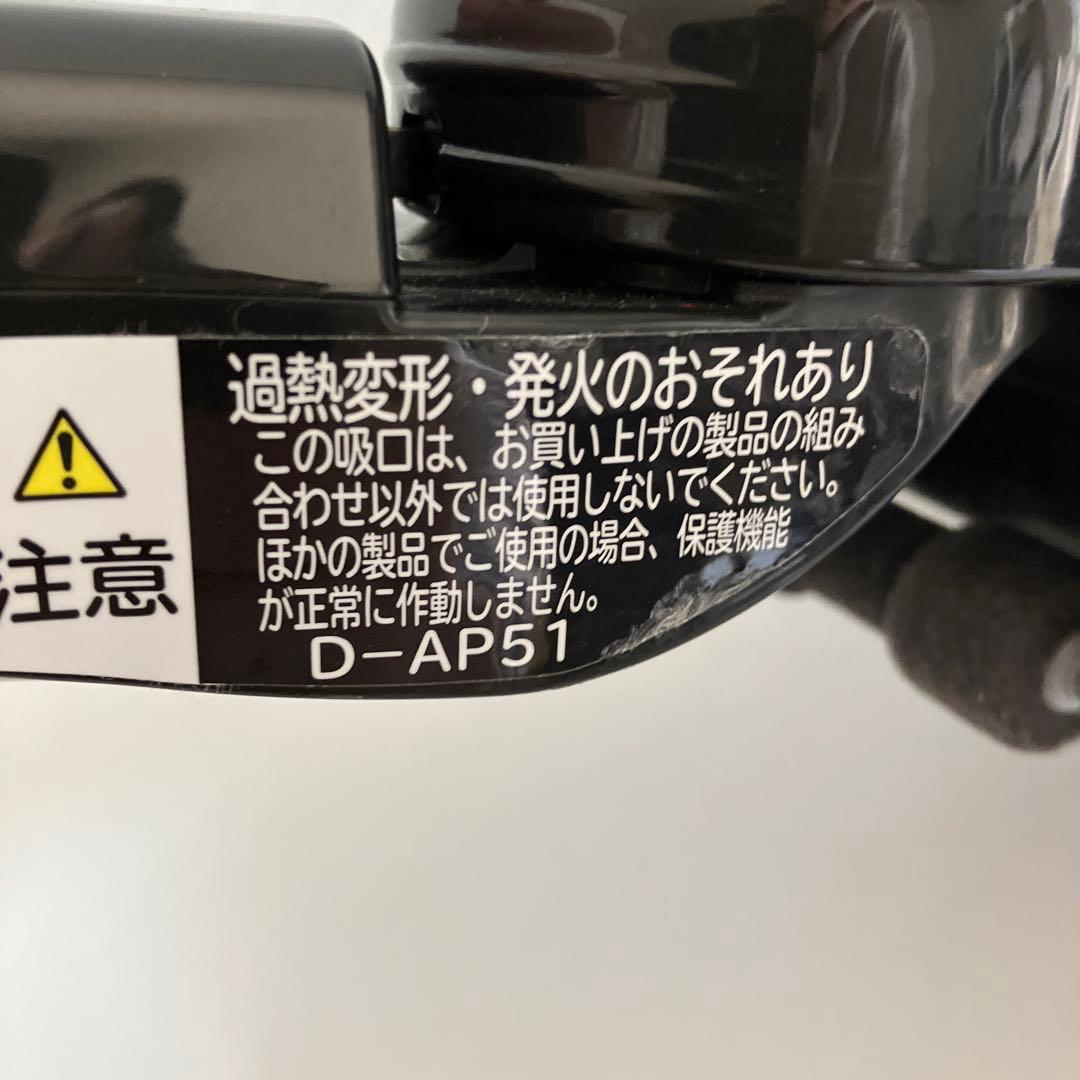 注意
過熱変形・発火のおそれあり
この吸口は、お買い上げの製品の組み
合わせ以外では使用しないでください。
ほかの製品でご使用の場合、保護機能
が正常に作動しません。
D-AP51